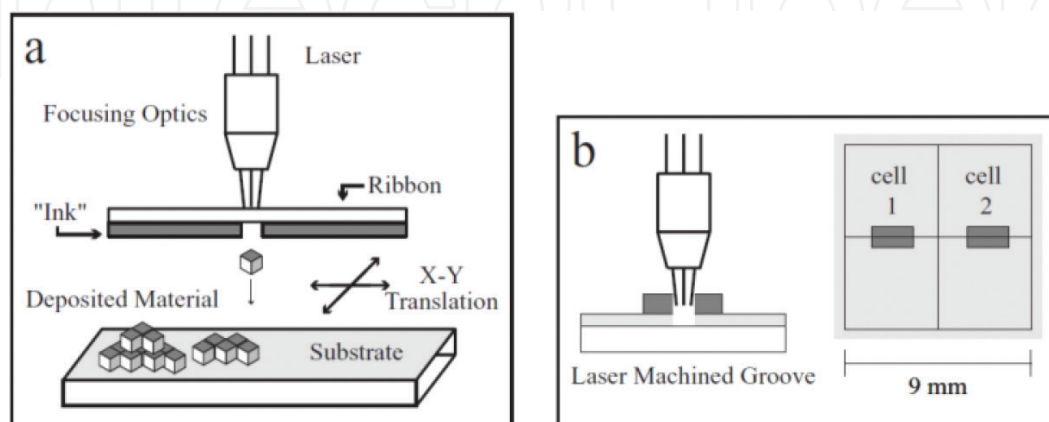 a
Laser
Focusing Optics
Ribbon
"Ink"
X-Y
Translation
Deposited Material
Substrate
b
cell
1
cell
2
Laser Machined Groove
9 mm